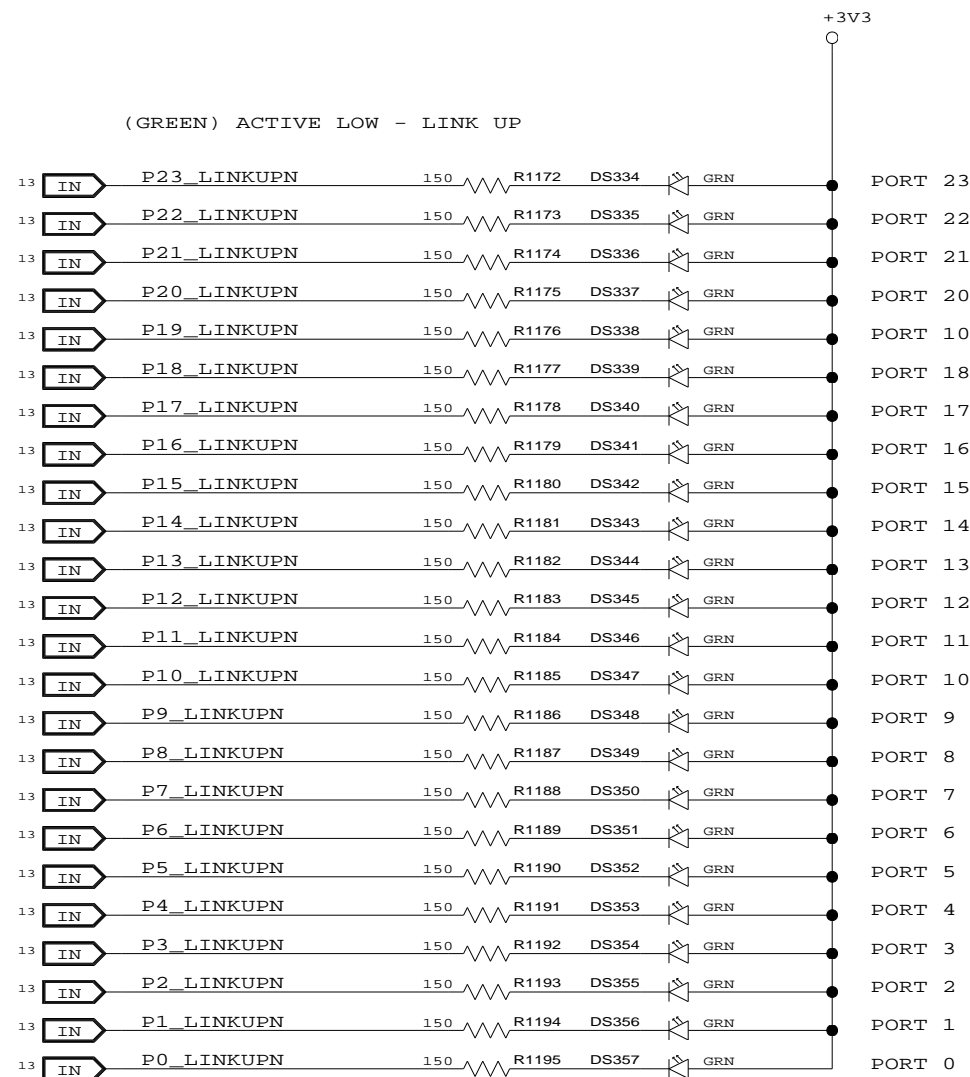 +3V3
(GREEN) ACTIVE LOW - LINK UP
13 IN P23_LINKUPN 150 R1172 DS334 GRN PORT 23
13 IN P22_LINKUPN 150 R1173 DS335 GRN PORT 22
13 IN P21_LINKUPN 150 R1174 DS336 GRN PORT 21
13 IN P20_LINKUPN 150 R1175 DS337 GRN PORT 20
13 IN P19_LINKUPN 150 R1176 DS338 GRN PORT 10
13 IN P18_LINKUPN 150 R1177 DS339 GRN PORT 18
13 IN P17_LINKUPN 150 R1178 DS340 GRN PORT 17
13 IN P16_LINKUPN 150 R1179 DS341 GRN PORT 16
13 IN P15_LINKUPN 150 R1180 DS342 GRN PORT 15
13 IN P14_LINKUPN 150 R1181 DS343 GRN PORT 14
13 IN P13_LINKUPN 150 R1182 DS344 GRN PORT 13
13 IN P12_LINKUPN 150 R1183 DS345 GRN PORT 12
13 IN P11_LINKUPN 150 R1184 DS346 GRN PORT 11
13 IN P10_LINKUPN 150 R1185 DS347 GRN PORT 10
13 IN P9_LINKUPN 150 R1186 DS348 GRN PORT 9
13 IN P8_LINKUPN 150 R1187 DS349 GRN PORT 8
13 IN P7_LINKUPN 150 R1188 DS350 GRN PORT 7
13 IN P6_LINKUPN 150 R1189 DS351 GRN PORT 6
13 IN P5_LINKUPN 150 R1190 DS352 GRN PORT 5
13 IN P4_LINKUPN 150 R1191 DS353 GRN PORT 4
13 IN P3_LINKUPN 150 R1192 DS354 GRN PORT 3
13 IN P2_LINKUPN 150 R1193 DS355 GRN PORT 2
13 IN P1_LINKUPN 150 R1194 DS356 GRN PORT 1
13 IN P0_LINKUPN 150 R1195 DS357 GRN PORT 0